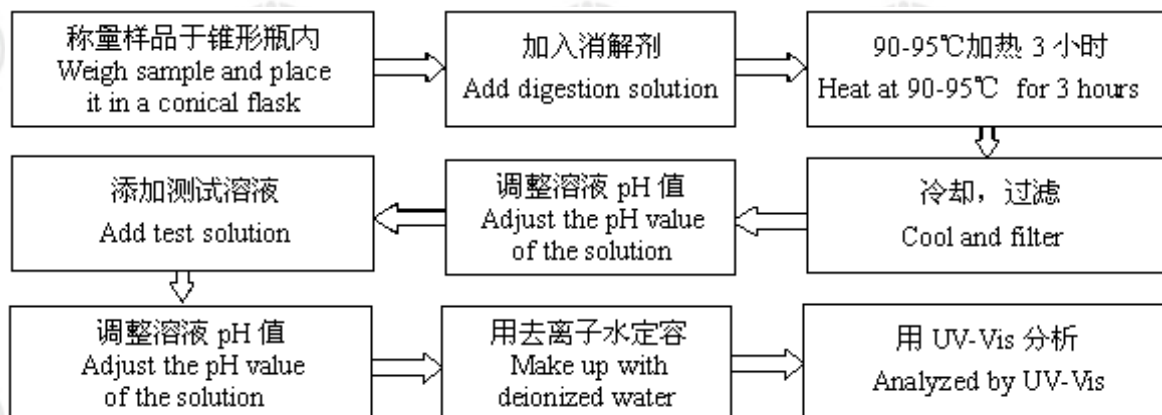 称量样品于锥形瓶内
Weigh sample and place
it in a conical flask
加入消解剂
Add digestion solution
90-95℃加热 3 小时
Heat at 90-95℃ for 3 hours
冷却，过滤
Cool and filter
调整溶液 pH 值
Adjust the pH value
of the solution
添加测试溶液
Add test solution
调整溶液 pH 值
Adjust the pH value
of the solution
用去离子水定容
Make up with
deionized water
用 UV-Vis 分析
Analyzed by UV-Vis